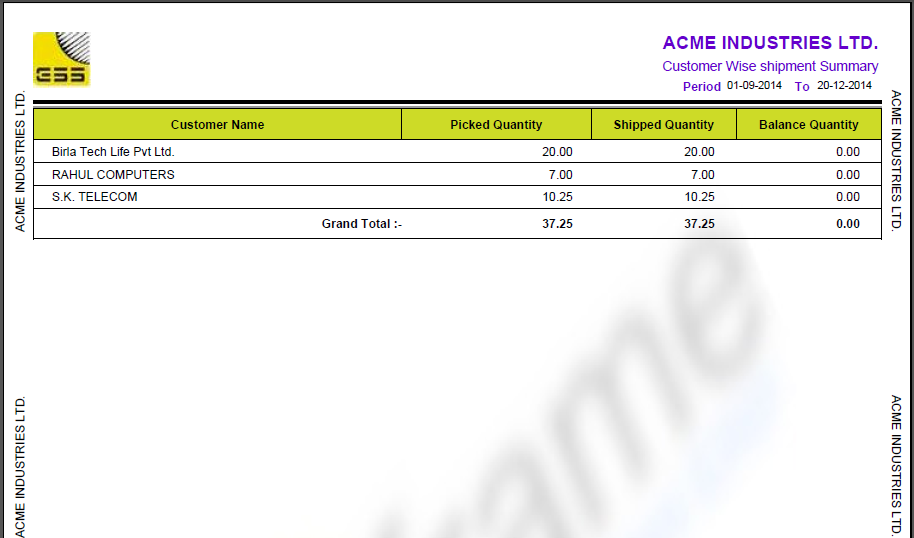 ESS
ACME INDUSTRIES LTD.
Customer Wise shipment Summary
Period 01-09-2014 To 20-12-2014
Customer Name Picked Quantity Shipped Quantity Balance Quantity
Birla Tech Life Pvt Ltd. 20.00 20.00 0.00
RAHUL COMPUTERS 7.00 7.00 0.00
S.K. TELECOM 10.25 10.25 0.00
Grand Total :- 37.25 37.25 0.00
ACME INDUSTRIES LTD.
ACME INDUSTRIES LTD.
ACME INDUSTRIES LTD.
ACME INDUSTRIES LTD.